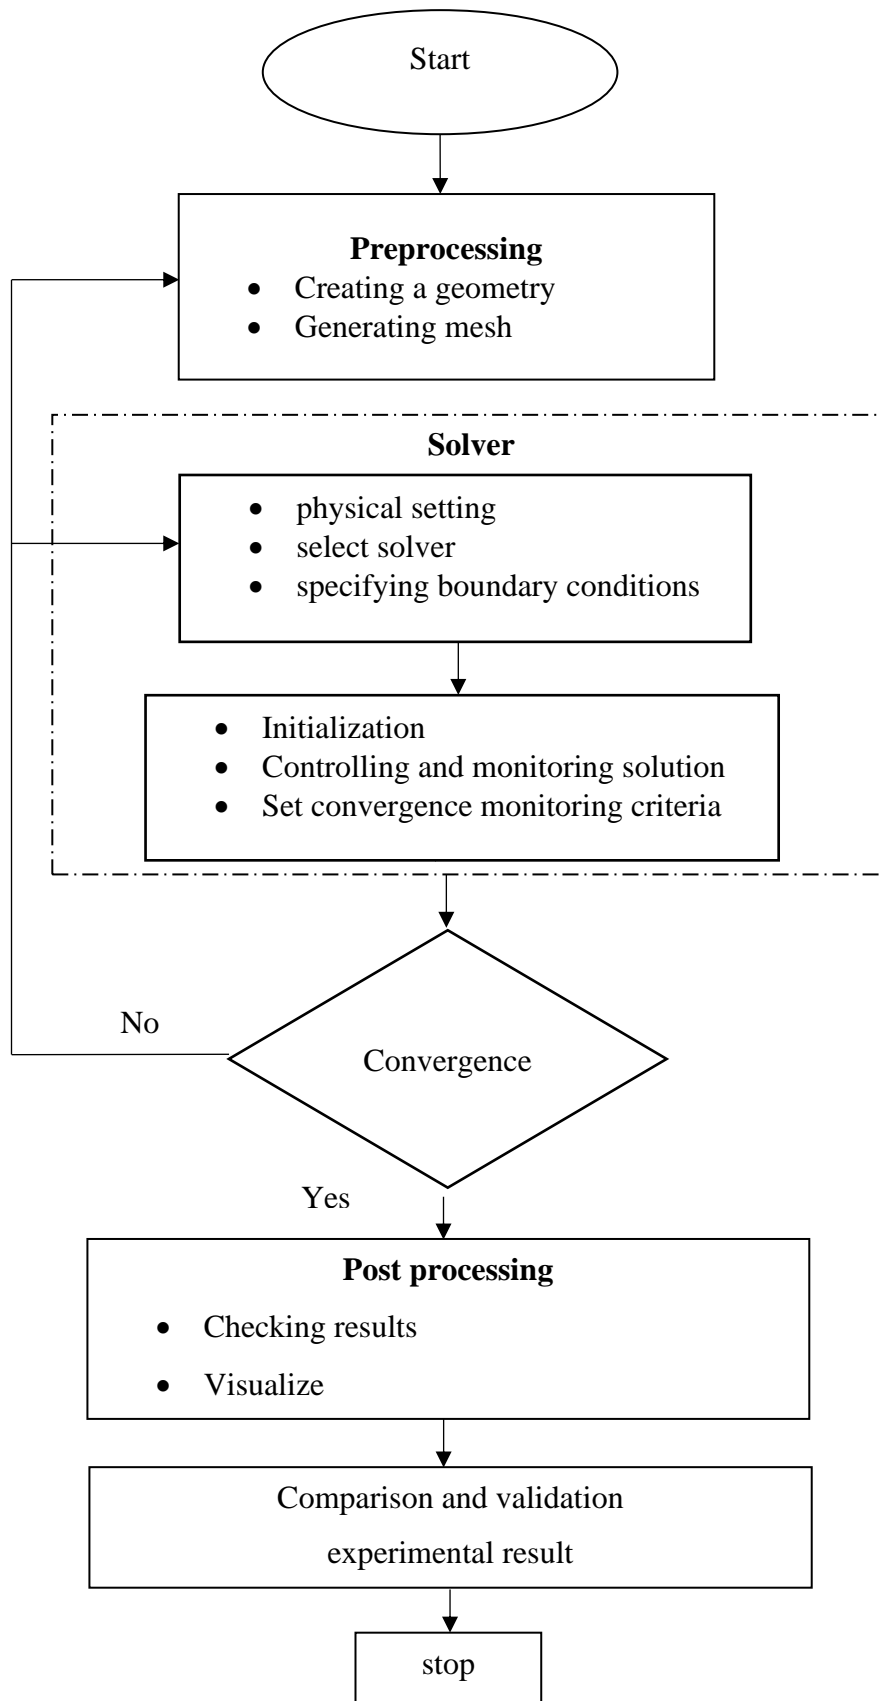 Start
Preprocessing
• Creating a geometry
• Generating mesh
Solver
• physical setting
• select solver
• specifying boundary conditions
• Initialization
• Controlling and monitoring solution
• Set convergence monitoring criteria
No
Convergence
Yes
Post processing
• Checking results
• Visualize
Comparison and validation
experimental result
stop